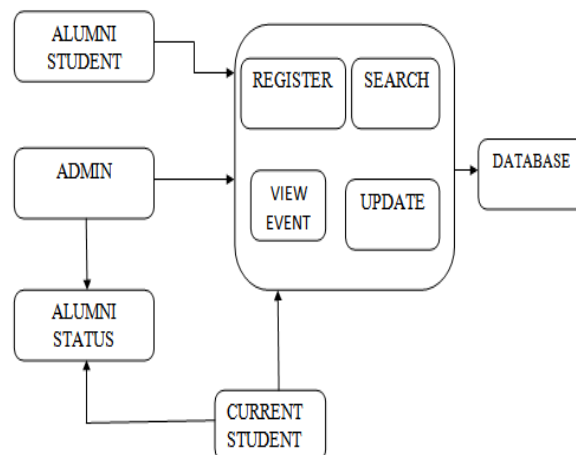 ALUMNI
STUDENT
REGISTER
SEARCH
ADMIN
VIEW
EVENT
UPDATE
DATABASE
ALUMNI
STATUS
CURRENT
STUDENT